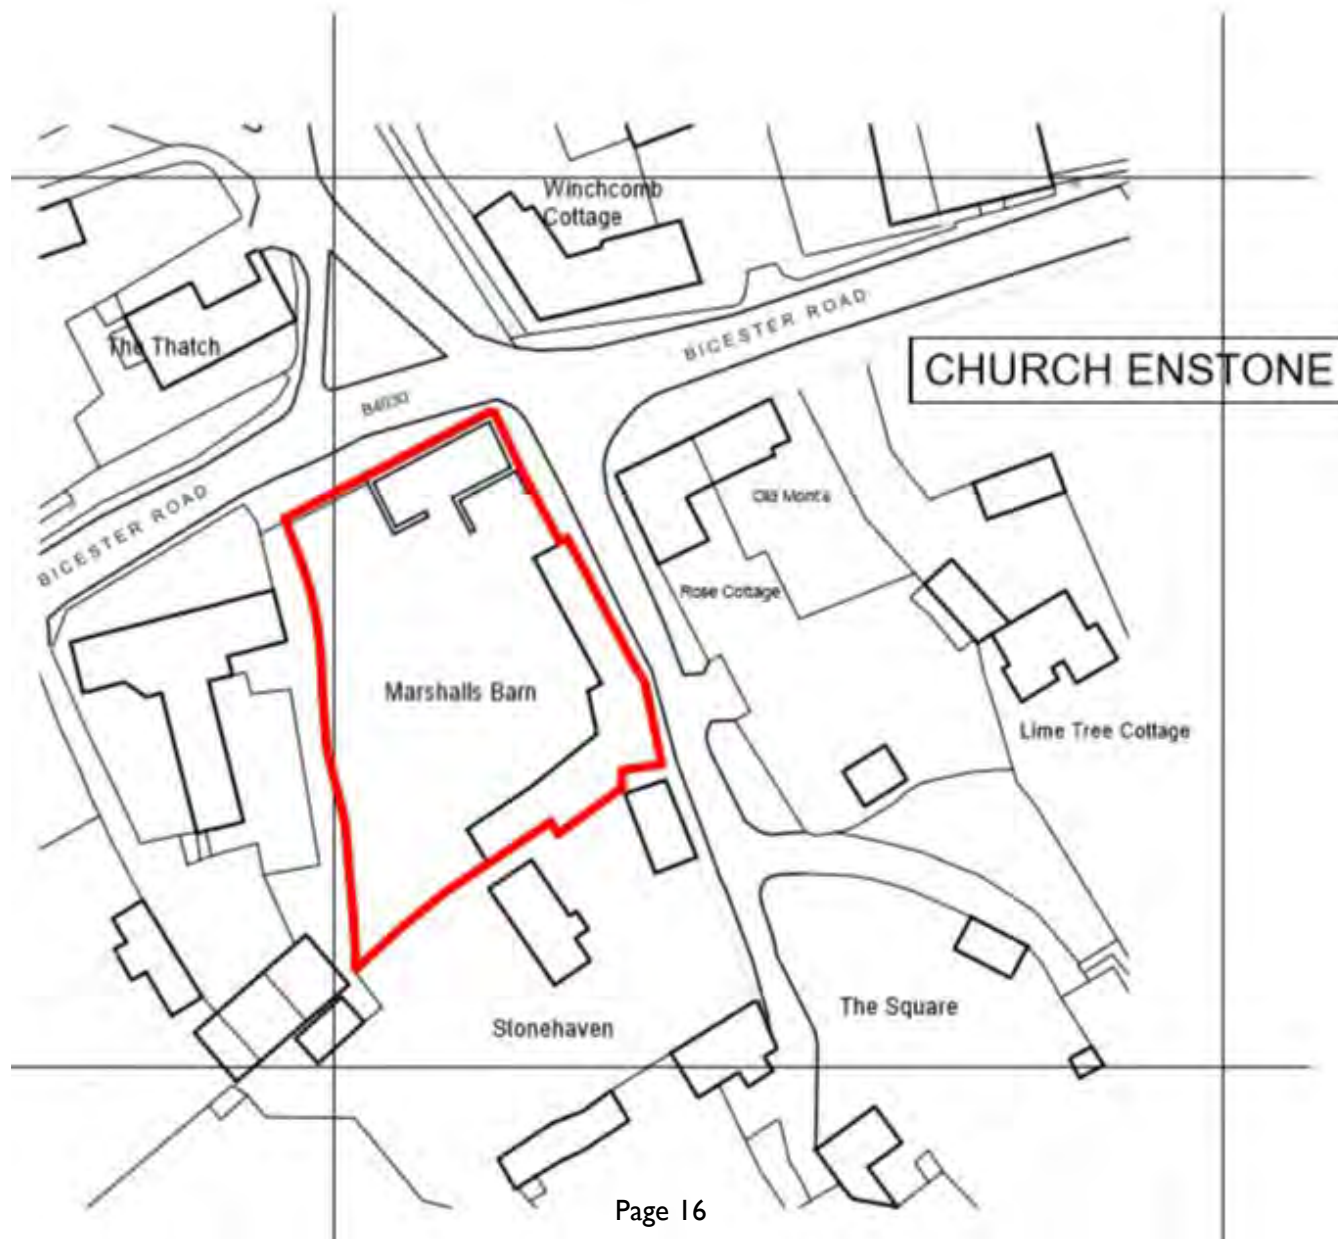 Winchcomb
Cottage
The Thatch
BICESTER ROAD
CHURCH ENSTONE
B4030
BICESTER ROAD
Old Monts
Rose Cottage
Marshalls Barn
Lime Tree Cottage
The Square
Stonehaven
Page 16